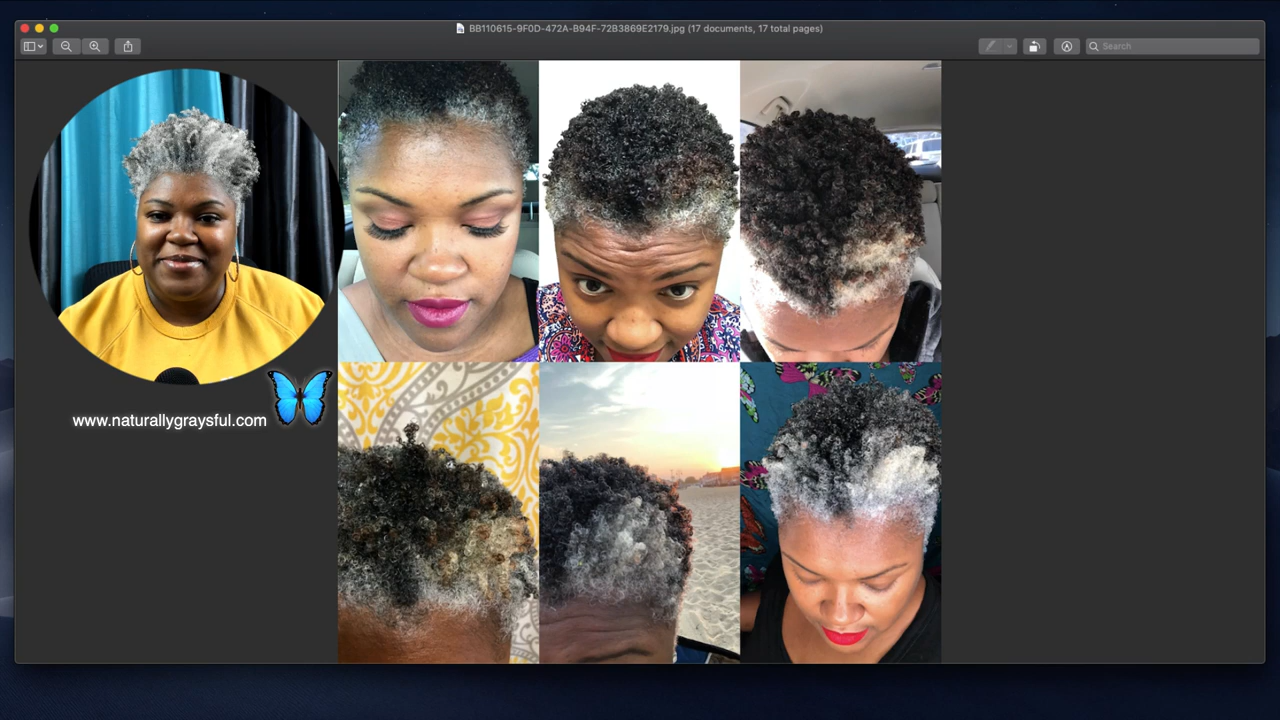 BB110615-9F0D-472A-B94F-72B3869E2179.jpg (17 documents, 17 total pages)
Search
www.naturallygraysful.com